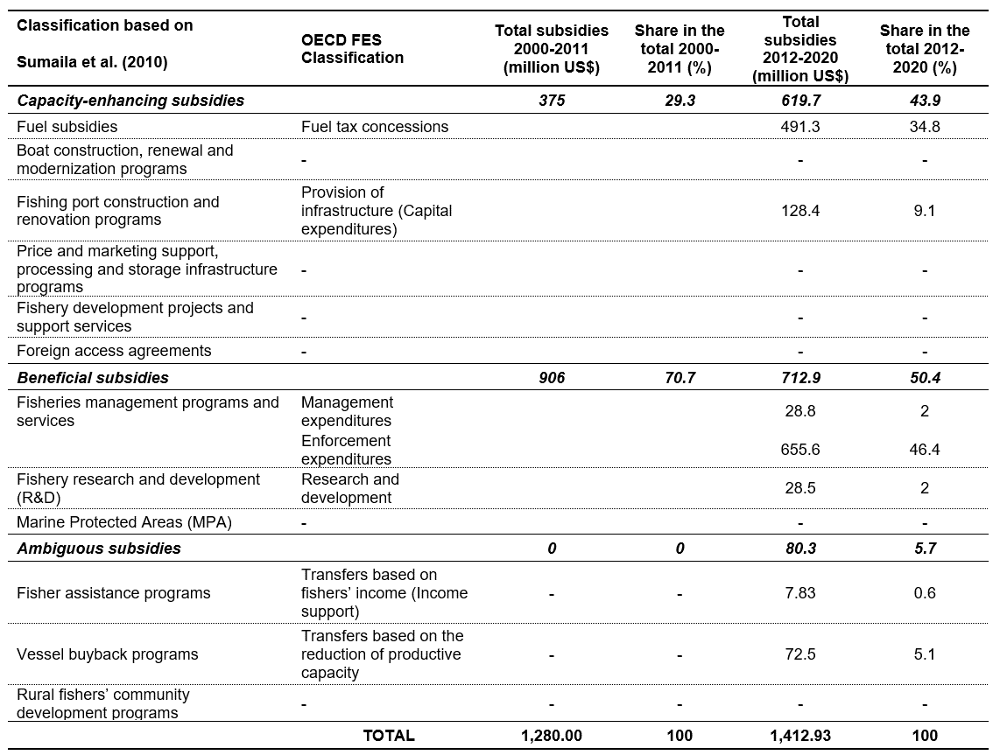 Classification based on
Sumaila et al. (2010)
OECD FES
Classification
Total subsidies
2000-2011
(million US$)
Share in the
total 2000-
2011 (%)
Total
subsidies
2012-2020
(million US$)
Share in the
total 2012-
2020 (%)
Capacity-enhancing subsidies 375 29.3 619.7 43.9
Fuel subsidies Fuel tax concessions 491.3 34.8
Boat construction, renewal and
modernization programs
- - -
Fishing port construction and
renovation programs
Provision of
infrastructure (Capital
expenditures)
128.4 9.1
Price and marketing support,
processing and storage infrastructure
programs
- - -
Fishery development projects and
support services
- - -
Foreign access agreements - - -
Beneficial subsidies 906 70.7 712.9 50.4
Fisheries management programs and
services
Management
expenditures
28.8 2
Enforcement
expenditures
655.6 46.4
Fishery research and development
(R&D)
Research and
development
28.5 2
Marine Protected Areas (MPA) - - -
Ambiguous subsidies 0 0 80.3 5.7
Fisher assistance programs
Transfers based on
fishers' income (Income
support)
- - 7.83 0.6
Vessel buyback programs
Transfers based on the
reduction of productive
capacity
- - 72.5 5.1
Rural fishers' community
development programs
- - - - -
TOTAL 1,280.00 100 1,412.93 100